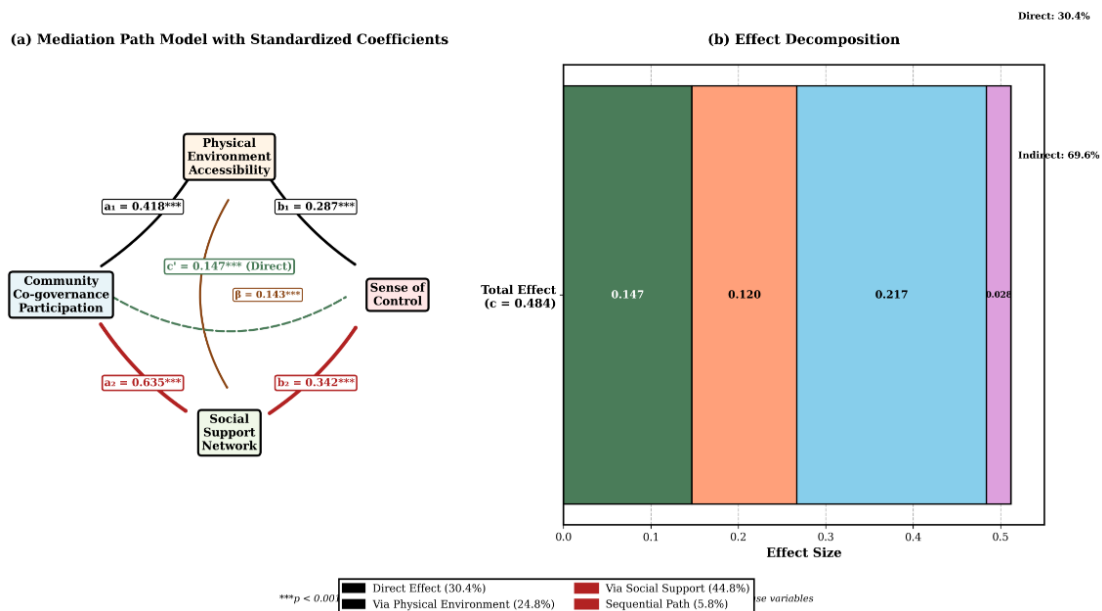 Direct: 30.4%
(a) Mediation Path Model with Standardized Coefficients
(b) Effect Decomposition
Physical
Environment
Accessibility
Indirect: 69.6%
a₁ = 0.418***
b₁ = 0.287***
c' = 0.147*** (Direct)
Community
Co-governance
Participation
β = 0.143***
Sense of
Control
Total Effect
(c = 0.484)
0.147
0.120
0.217
0.028
a₂ = 0.635***
b₂ = 0.342***
Social
Support
Network
0.0
0.1
0.2
0.3
0.4
0.5
Effect Size
Direct Effect (30.4%)
Via Social Support (44.8%)
***p < 0.001
variables
Via Physical Environment (24.8%)
Sequential Path (5.8%)